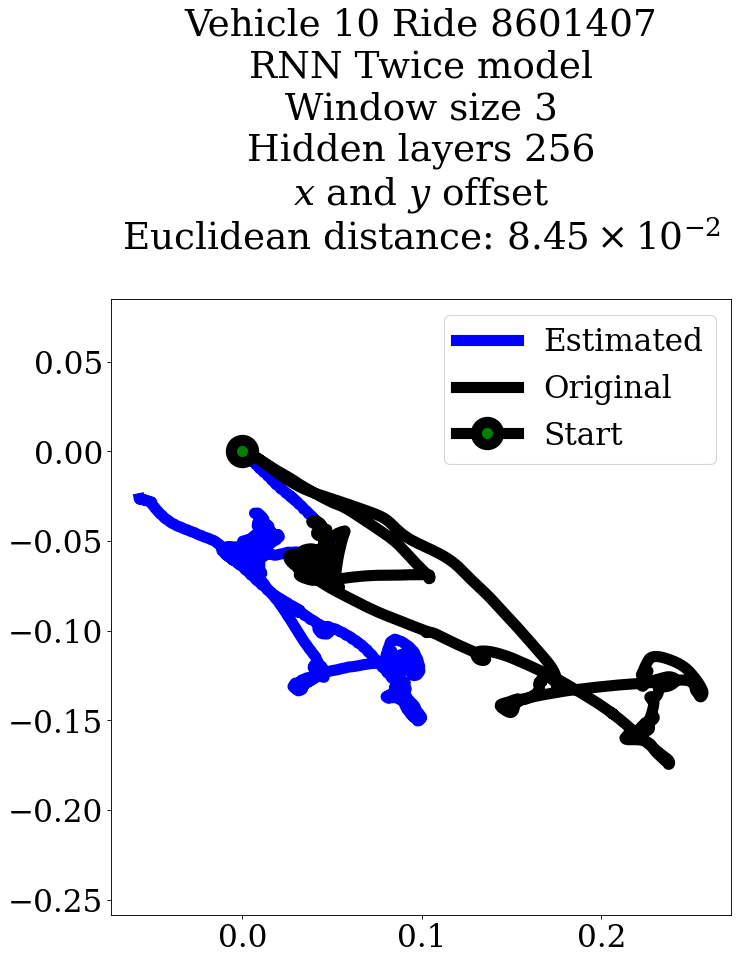 Vehicle 10 Ride 8601407
RNN Twice model
Window size 3
Hidden layers 256
x and y offset
Euclidean distance: 8.45 × 10⁻²
Estimated
Original
Start
0.05
0.00
−0.05
−0.10
−0.15
−0.20
−0.25
0.0 0.1 0.2